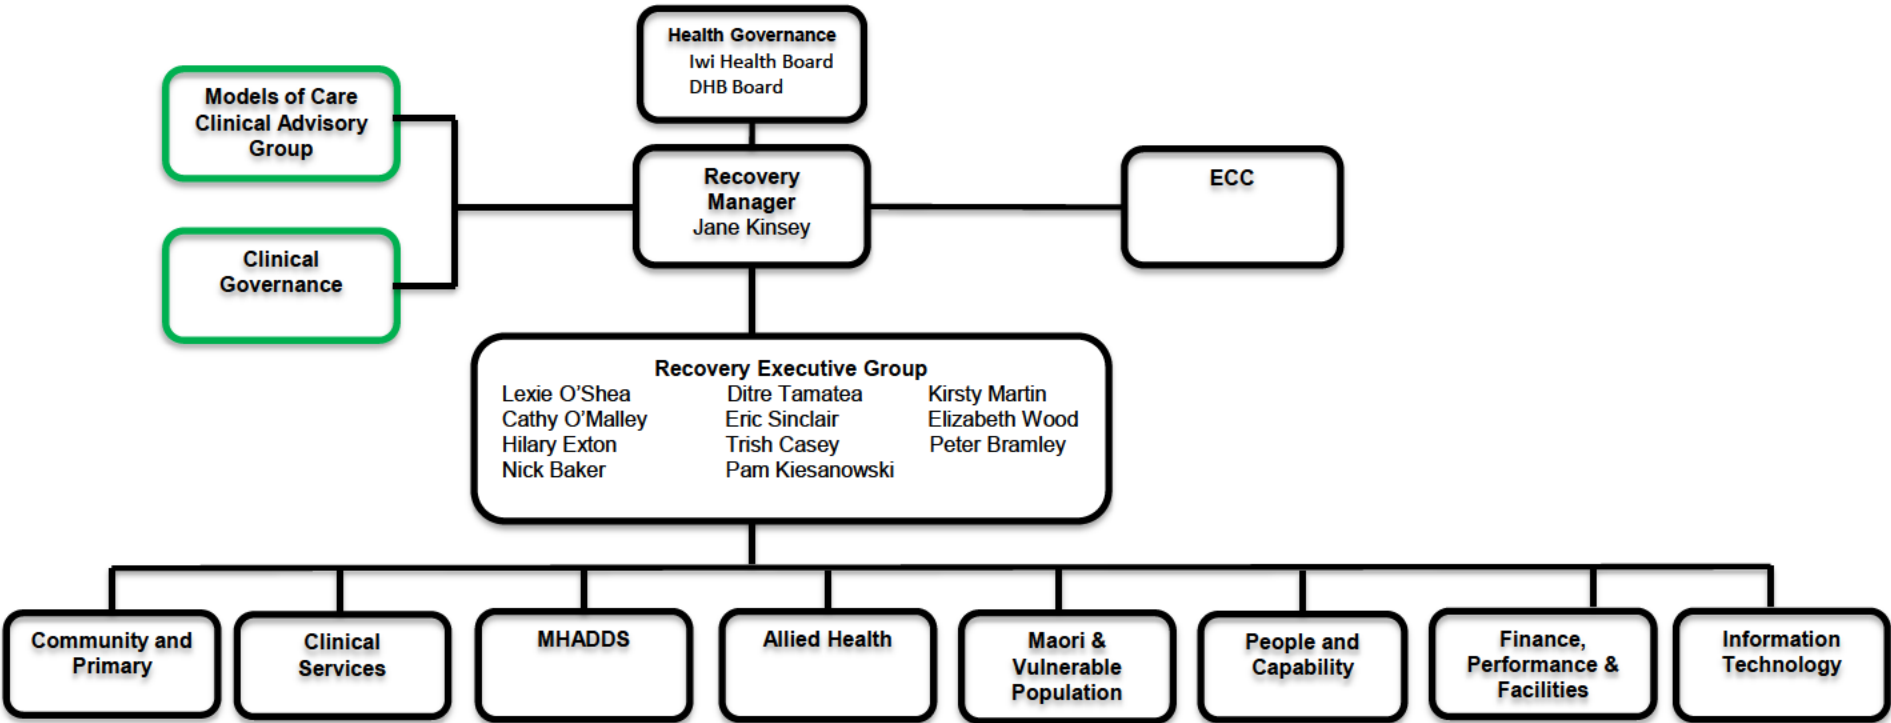 Health Governance
Iwi Health Board
DHB Board
Models of Care
Clinical Advisory
Group
Recovery
Manager
Jane Kinsey
ECC
Clinical
Governance
Recovery Executive Group
Lexie O'Shea Ditre Tamatea Kirsty Martin
Cathy O'Malley Eric Sinclair Elizabeth Wood
Hilary Exton Trish Casey Peter Bramley
Nick Baker Pam Kiesanowski
Community and
Primary
Clinical
Services
MHADDS
Allied Health
Maori &
Vulnerable
Population
People and
Capability
Finance,
Performance &
Facilities
Information
Technology